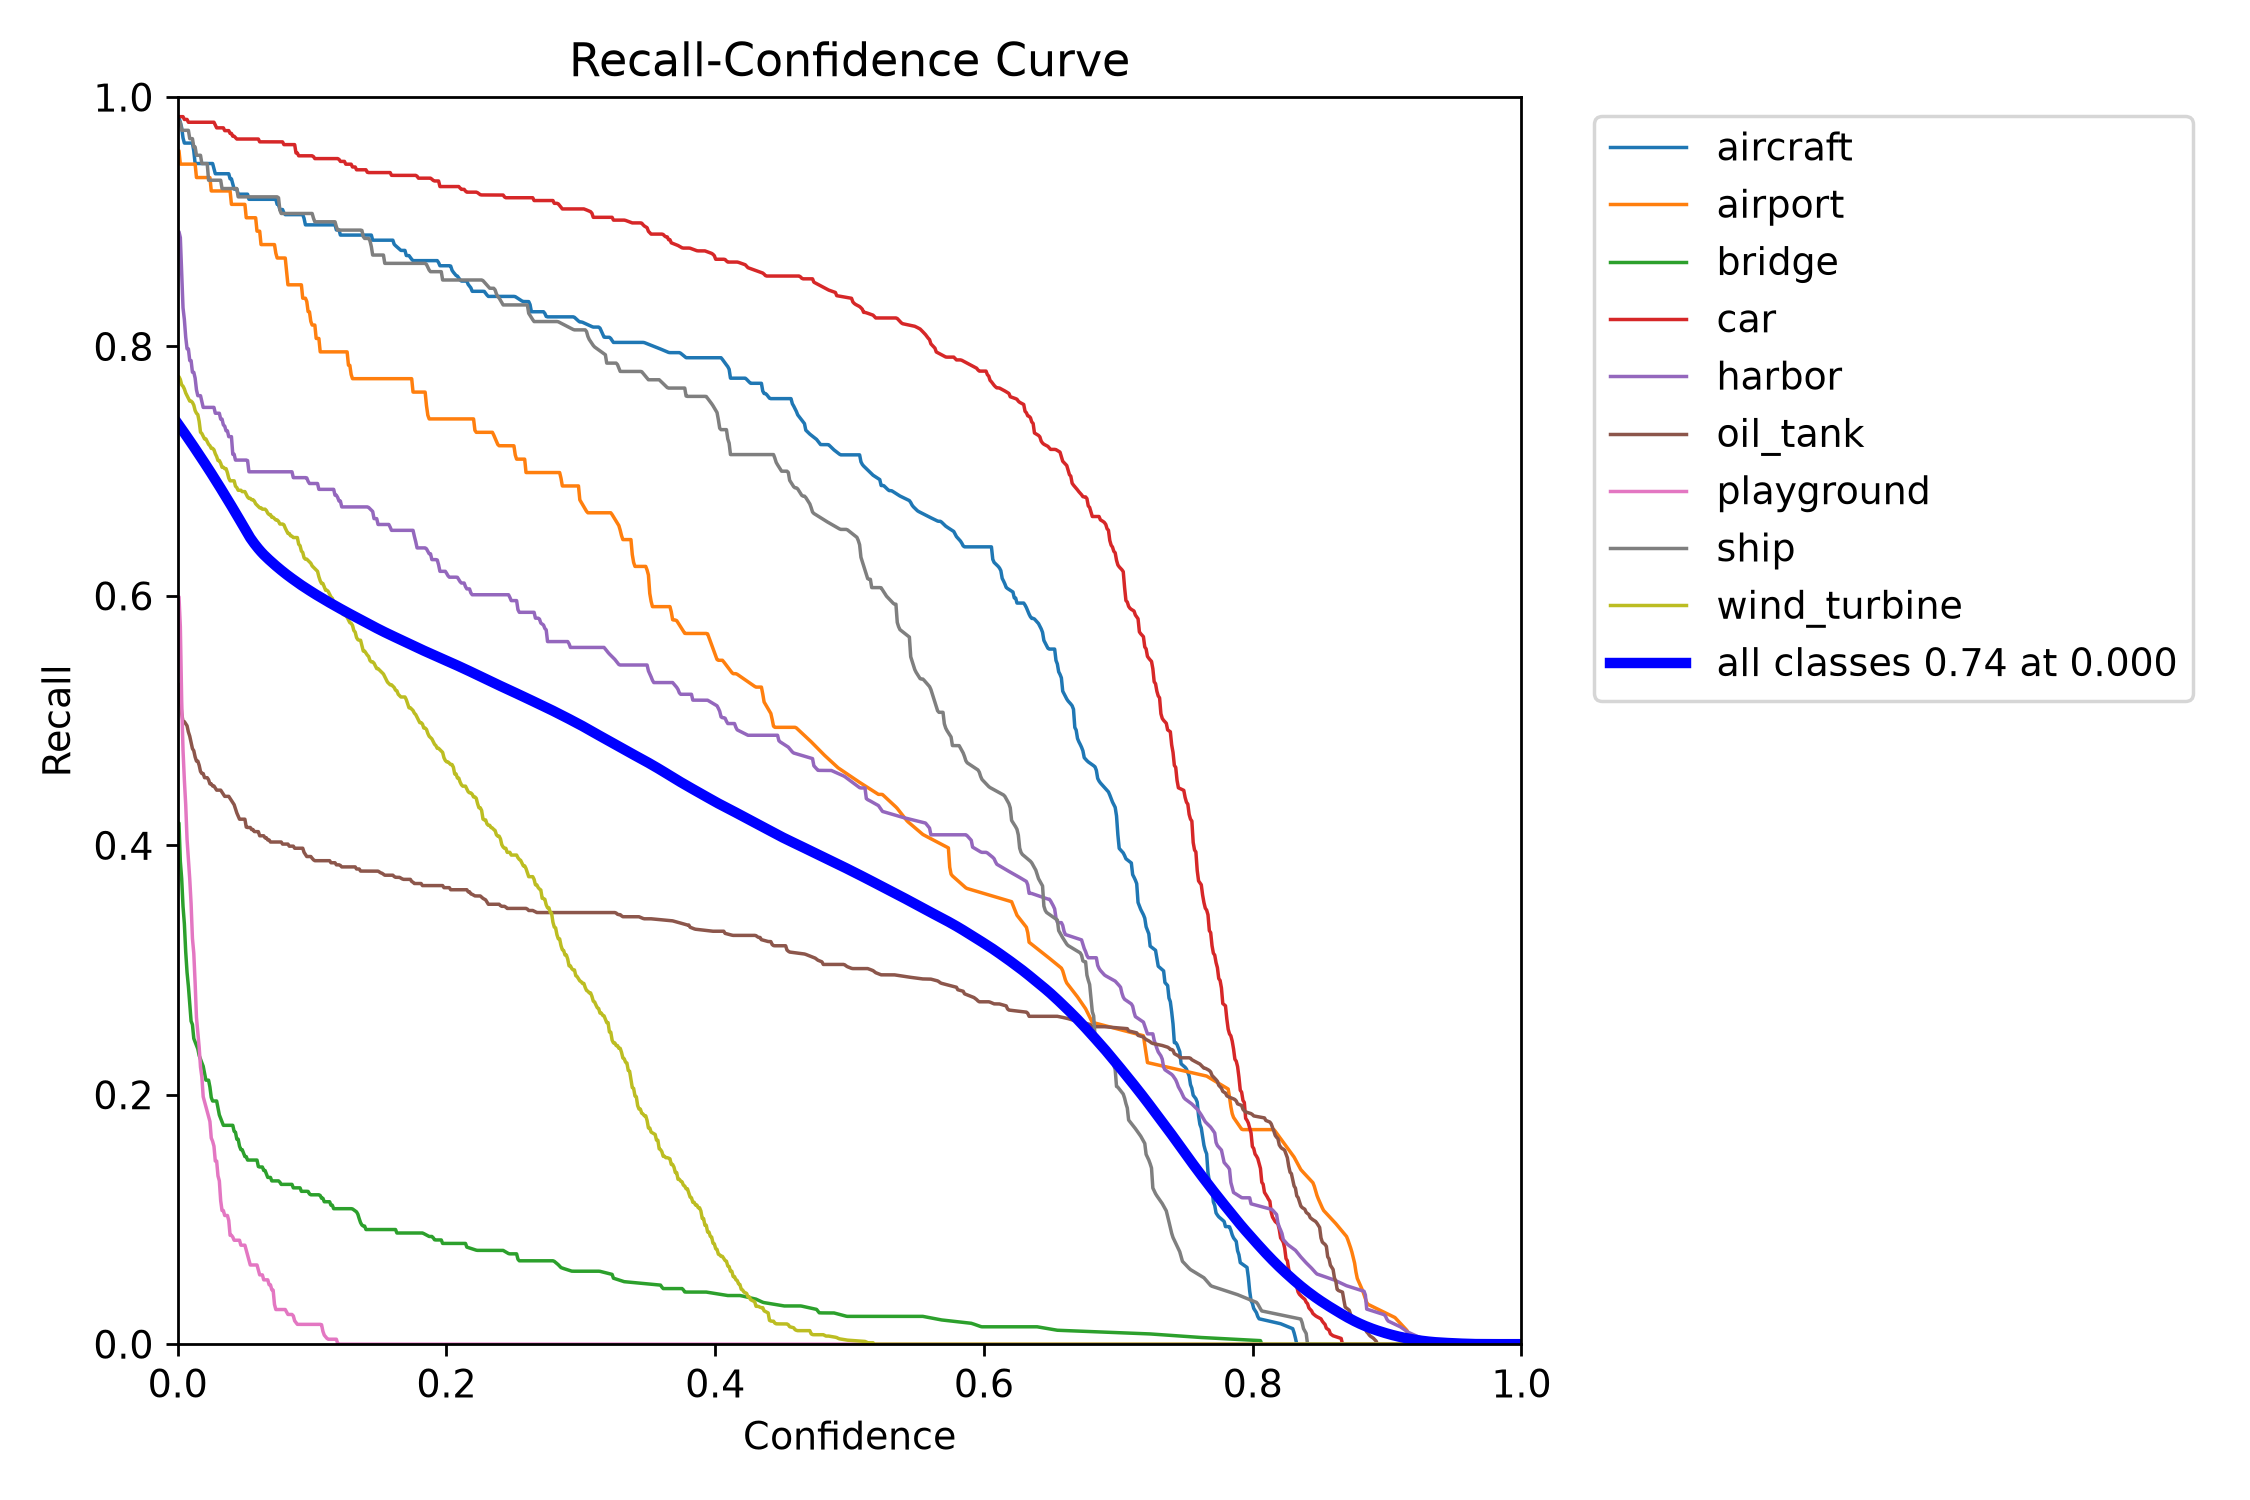 Recall-Confidence Curve
1.0
0.8
0.6
0.4
0.2
0.0
Recall
0.0 0.2 0.4 0.6 0.8 1.0
Confidence
aircraft
airport
bridge
car
harbor
oil_tank
playground
ship
wind_turbine
all classes 0.74 at 0.000